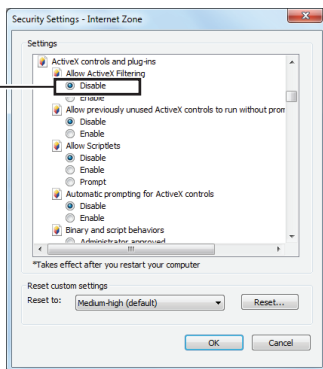 Security Settings - Internet Zone
Settings
ActiveX controls and plug-ins
Allow ActiveX Filtering
Disable
Enable
Allow previously unused ActiveX controls to run without prom
Disable
Enable
Allow Scriptlets
Disable
Enable
Prompt
Automatic prompting for ActiveX controls
Disable
Enable
Binary and script behaviors
Administrator approved
*Takes effect after you restart your computer
Reset custom settings
Reset to: Medium-high (default) Reset...
OK Cancel